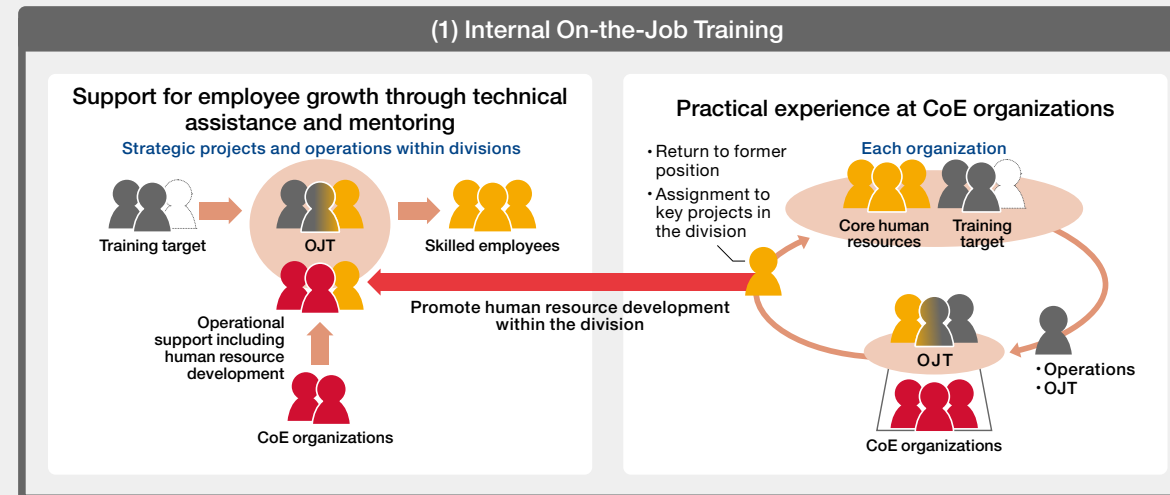 (1) Internal On-the-Job Training
Support for employee growth through technical
assistance and mentoring
Strategic projects and operations within divisions
Training target
OJT
Skilled employees
Operational
support including
human resource
development
CoE organizations
Promote human resource development
within the division
Practical experience at CoE organizations
・Return to former
position
・Assignment to
key projects in
the division
Each organization
Core human
resources
Training
target
OJT
・Operations
・OJT
CoE organizations